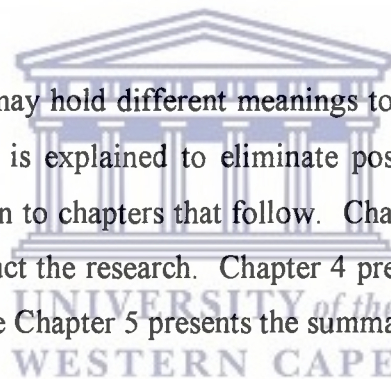 may hold different meanings to
is explained to eliminate pos
n to chapters that follow. Cha
act the research. Chapter 4 pre
UNIVERSITY of the
e Chapter 5 presents the summa
WESTERN CAPE